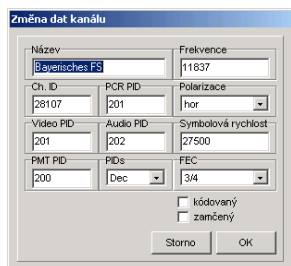 Změna dat kanálu
Název Frekvence
Bayerisches FS 11837
Ch. ID PCR PID Polarizace
28107 201 hor
Video PID Audio PID Symbolová rychlost
201 202 27500
PMT PID PIDs FEC
200 Dec 3/4
kódovaný
zamčený
Storno OK